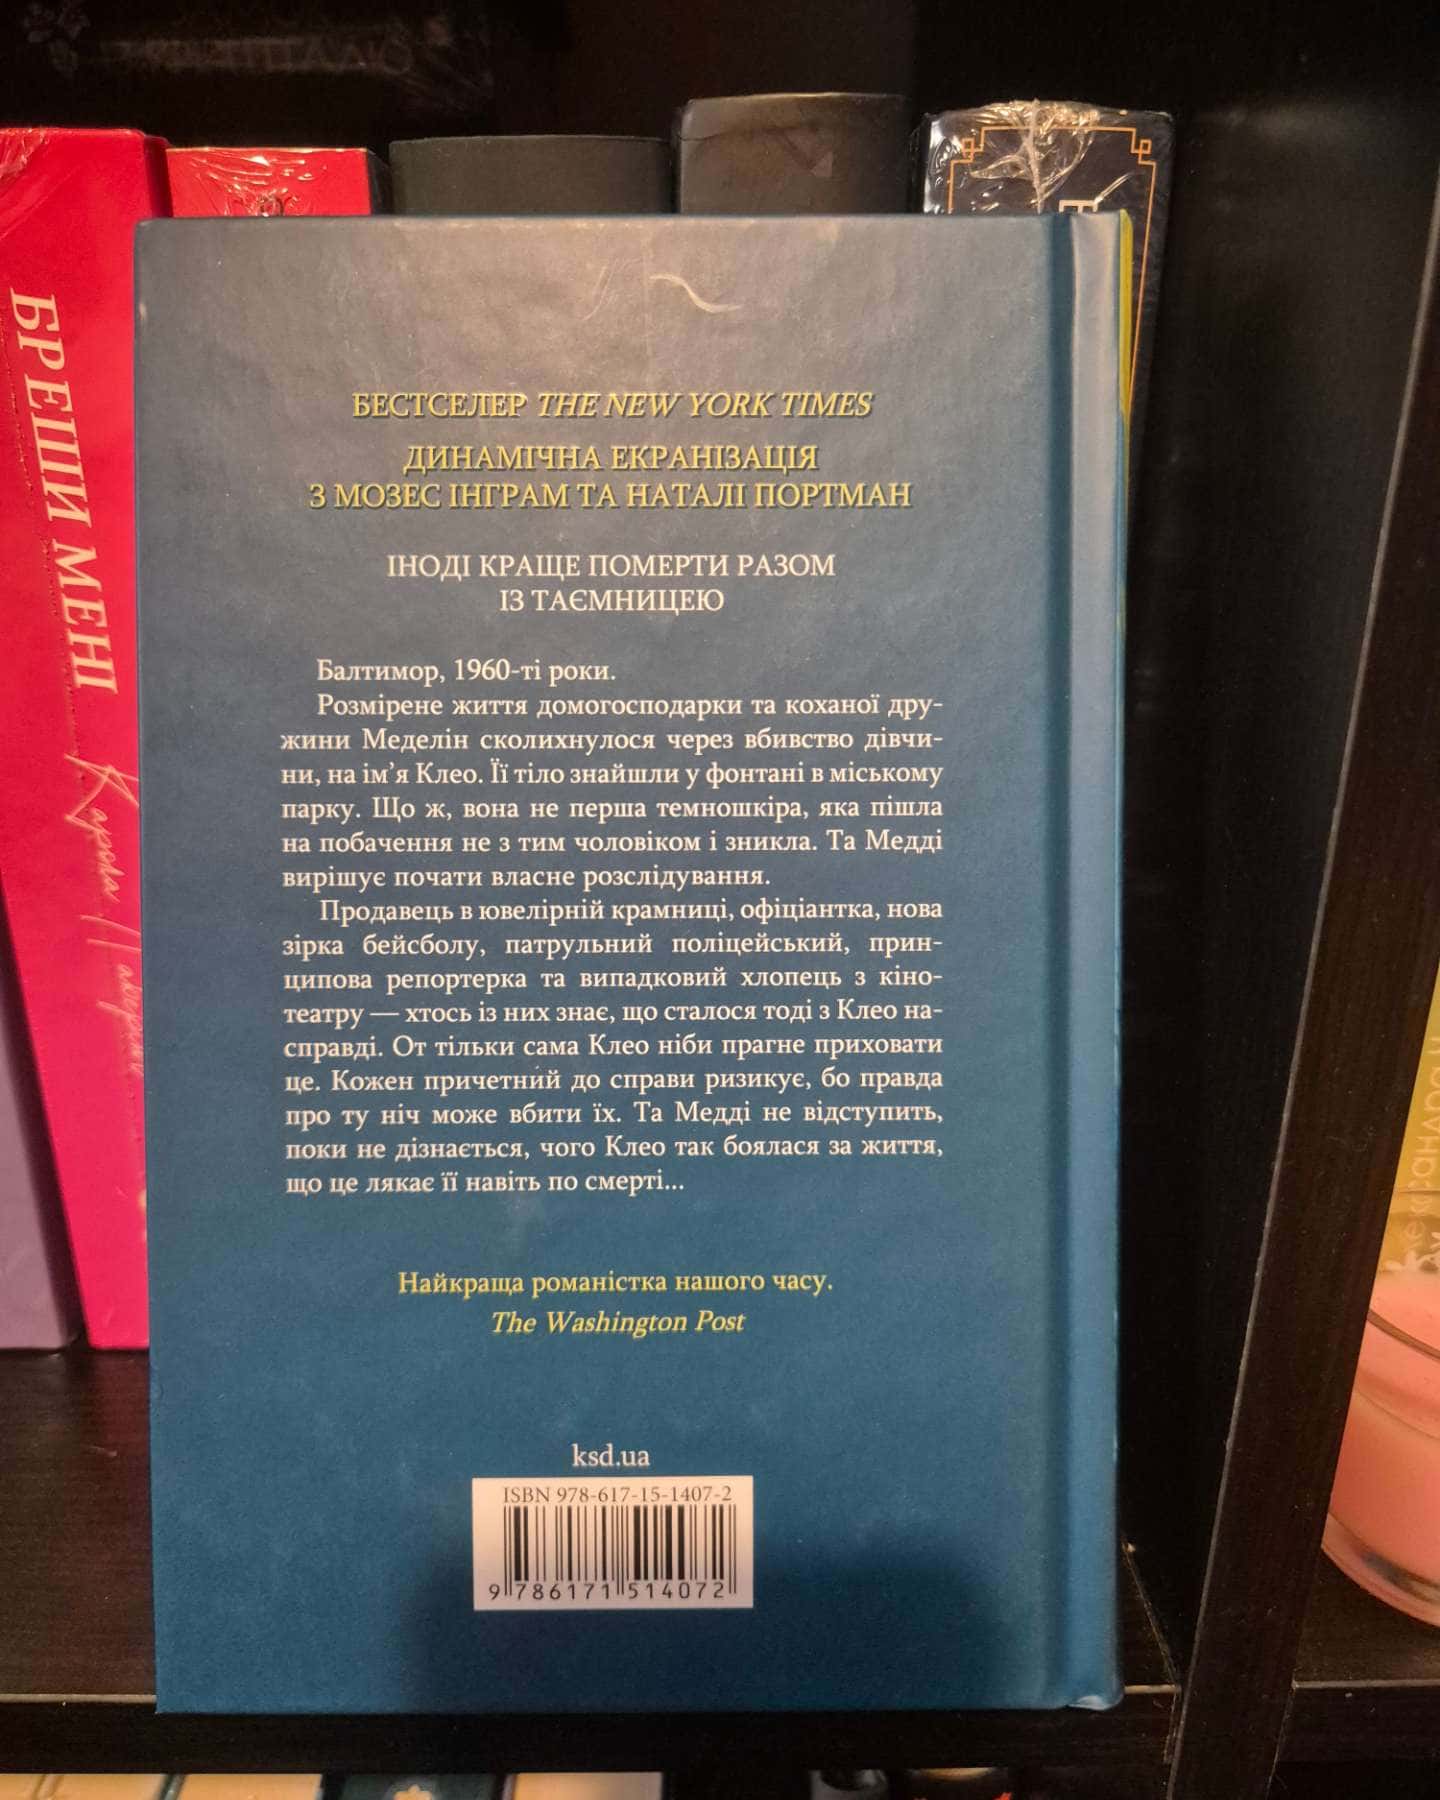 БРЕШИ МЕНІ
БЕСТСЕЛЕР THE NEW YORK TIMES
ДИНАМІЧНА ЕКРАНІЗАЦІЯ
З МОЗЕС ІНГРАМ ТА НАТАЛІ ПОРТМАН
ІНОДІ КРАЩЕ ПОМЕРТИ РАЗОМ
ІЗ ТАЄМНИЦЕЮ
Балтимор, 1960-ті роки.
Розмірене життя домогосподарки та коханої дру-
жини Меделін сколихнулося через вбивство дівчи-
ни, на ім’я Клео. Її тіло знайшли у фонтані в міському
парку. Що ж, вона не перша темношкіра, яка пішла
на побачення не з тим чоловіком і зникла. Та Медді
вирішує почати власне розслідування.
Продавець в ювелірній крамниці, офіціантка, нова
зірка бейсболу, патрульний поліцейський, прин-
ципова репортерка та випадковий хлопець з кіно-
театру — хтось із них знає, що сталося тоді з Клео на-
справді. От тільки сама Клео ніби прагне приховати
це. Кожен причетний до справи ризикує, бо правда
про ту ніч може вбити їх. Та Медді не відступить,
поки не дізнається, чого Клео так боялася за життя,
що це лякає її навіть по смерті...
Найкраща романістка нашого часу.
The Washington Post
ksd.ua
ISBN 978-617-15-1407-2
9 786171 514072